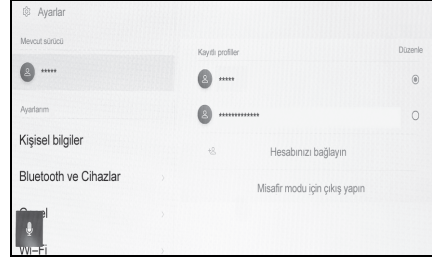 Ayarlar
Mevcut sürücü
*****
Ayarlarım
Kişisel bilgiler
Bluetooth ve Cihazlar
Genel
Wi-Fi
Kayıtlı profiller
Düzenle
*****
*************
Hesabınızı bağlayın
Misafir modu için çıkış yapın